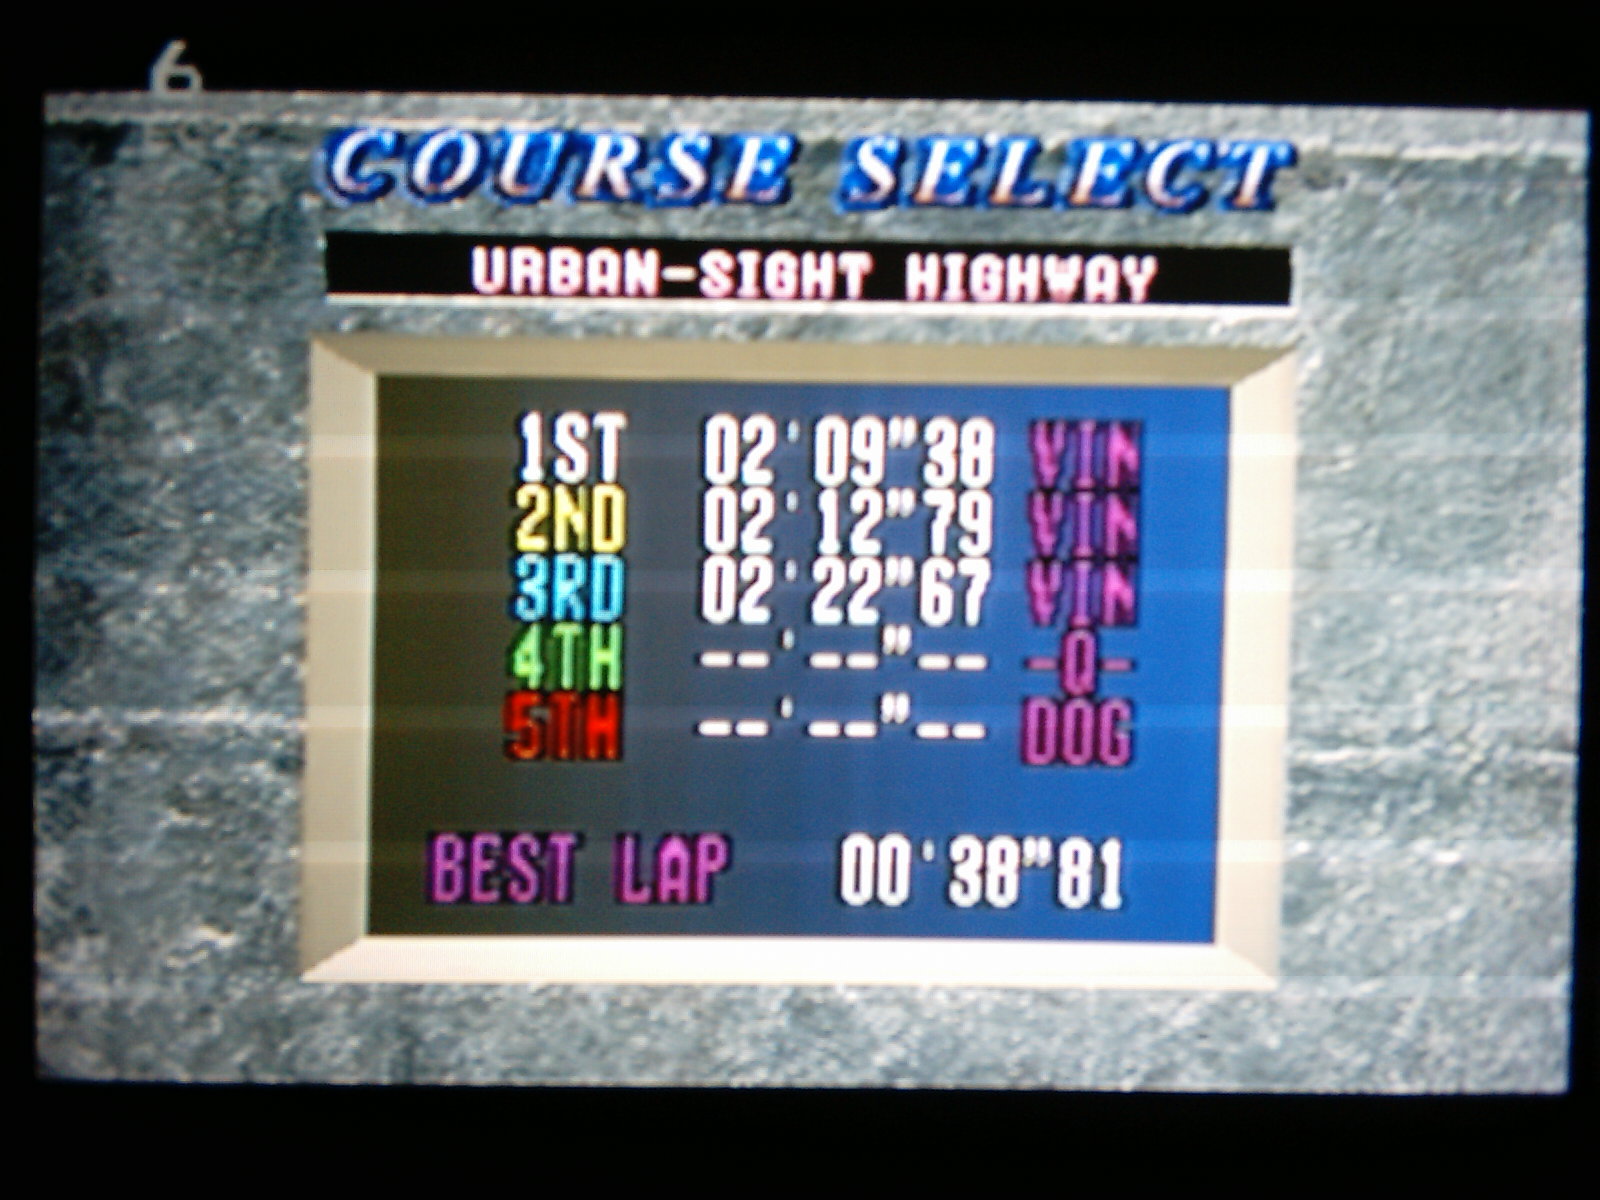 6
COURSE SELECT
URBAN-SIGHT HIGHWAY
1ST 02'09"38 VIN
2ND 02'12"79 VIN
3RD 02'22"67 VIN
4TH --'--"-- -Q-
5TH --'--"-- DOG
BEST LAP 00'38"81